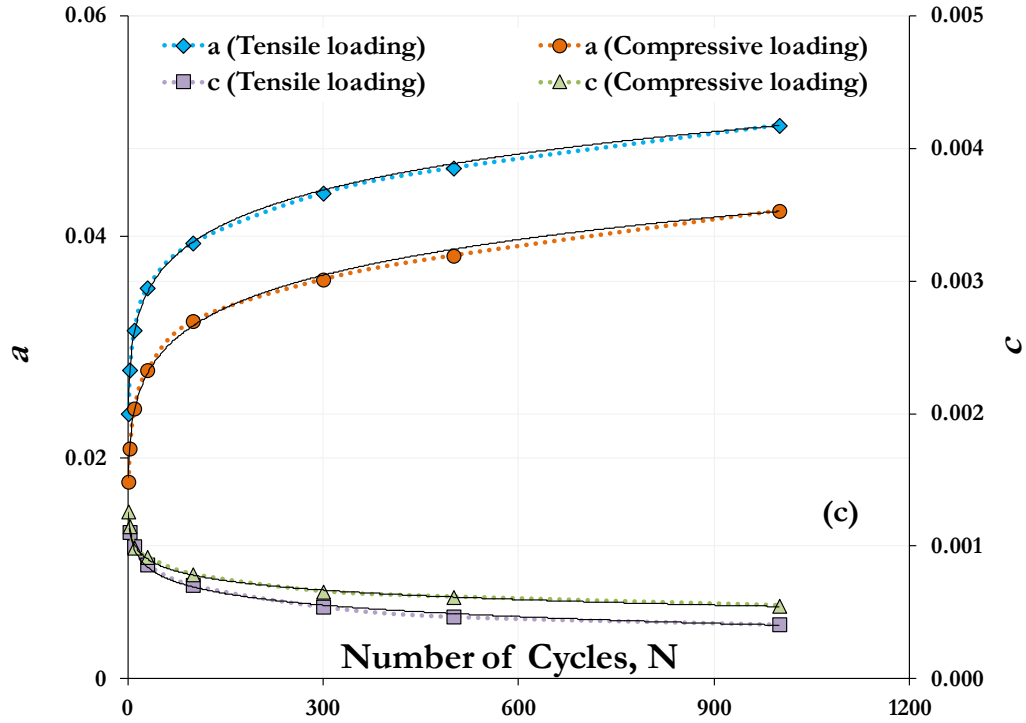 0.06
0.005
a (Tensile loading)
a (Compressive loading)
c (Tensile loading)
c (Compressive loading)
0.004
0.04
0.003
a
c
0.002
0.02
(c)
0.001
Number of Cycles, N
0
0.000
0
300
600
900
1200